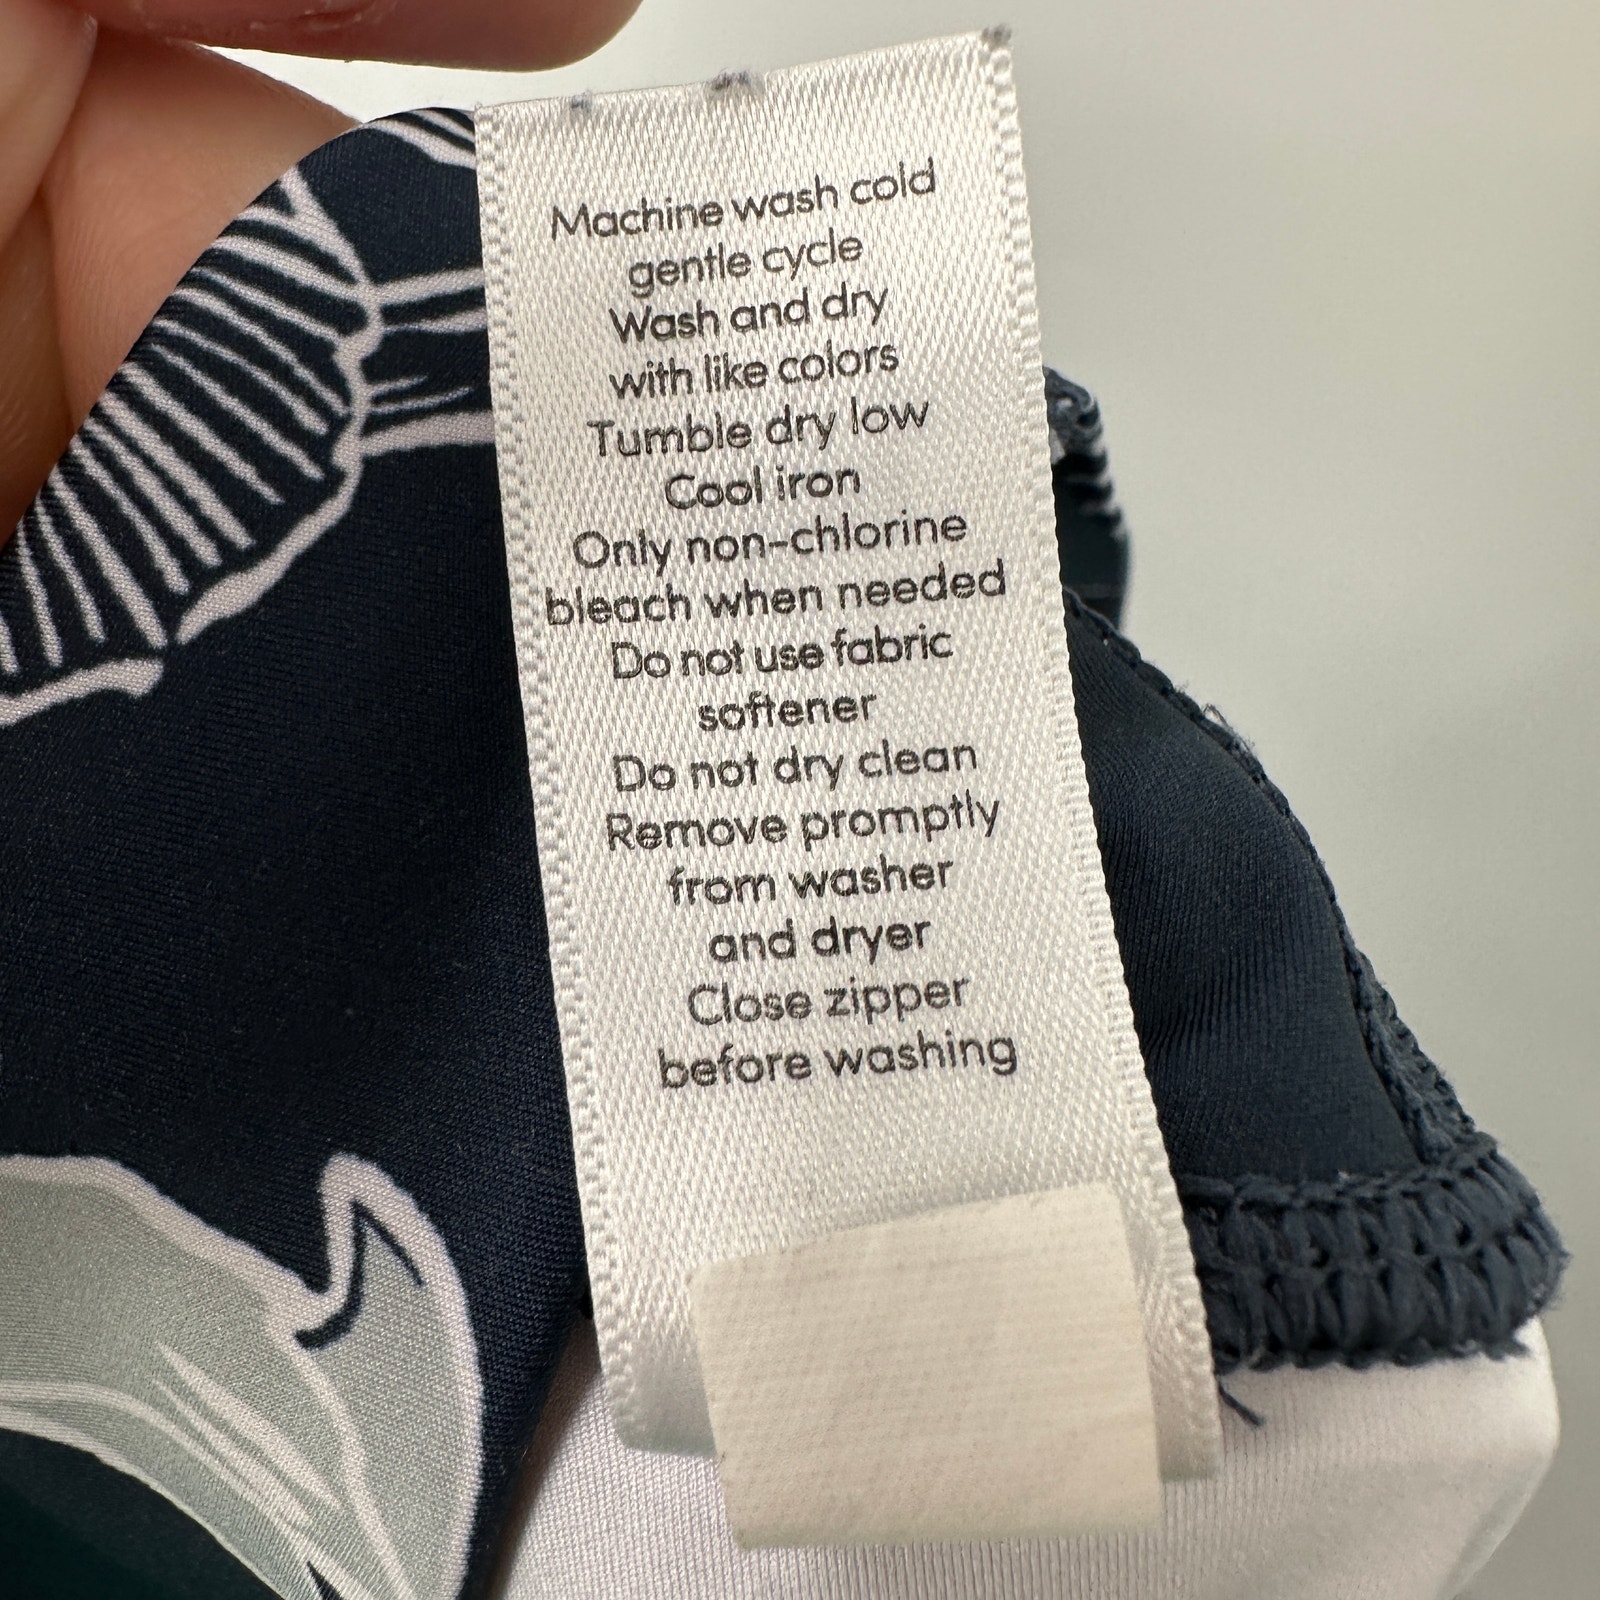 Machine wash cold
gentle cycle
Wash and dry
with like colors
Tumble dry low
Cool iron
Only non-chlorine
bleach when needed
Do not use fabric
softener
Do not dry clean
Remove promptly
from washer
and dryer
Close zipper
before washing